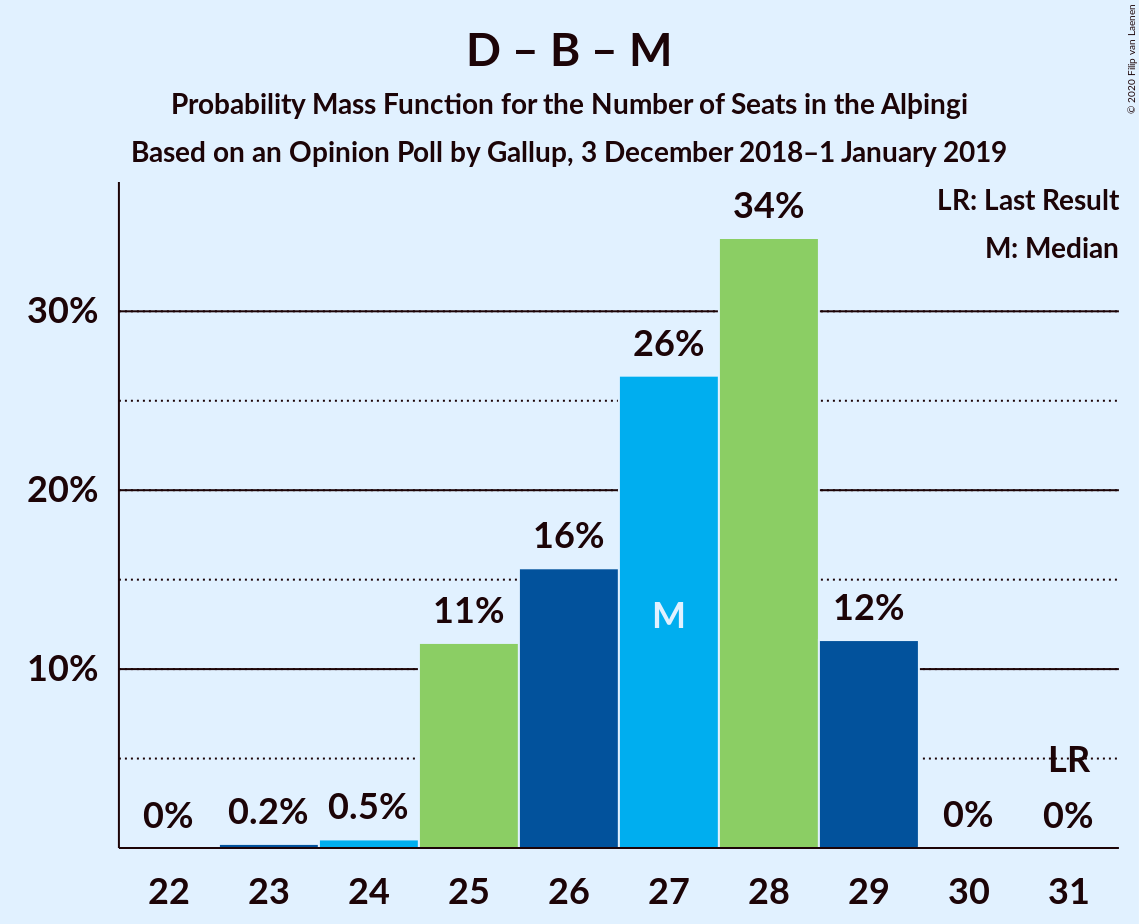 D – B – M
Probability Mass Function for the Number of Seats in the Alþingi
Based on an Opinion Poll by Gallup, 3 December 2018–1 January 2019
© 2020 Filip van Laenen
LR: Last Result
M: Median
30%
20%
10%
0%
0.2%
0.5%
11%
16%
26%
M
34%
12%
0%
LR
0%
22 23 24 25 26 27 28 29 30 31